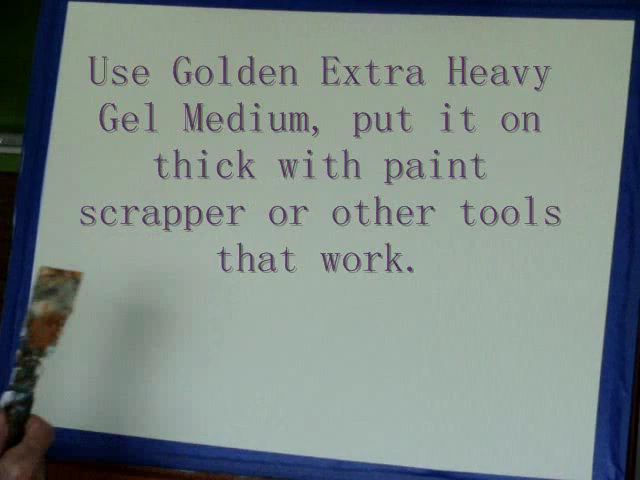 Use Golden Extra Heavy
Gel Medium, put it on
thick with paint
scrapper or other tools
that work.